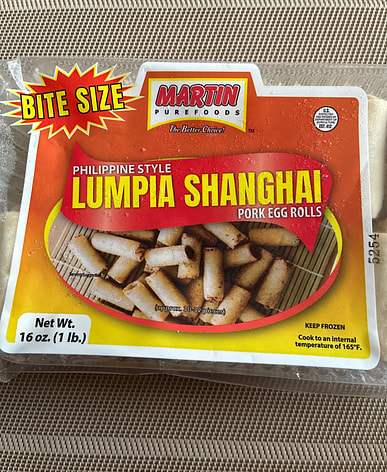 BITE SIZE
MARTIN
PUREFOODS
The Better Choice!
TM
PHILIPPINE STYLE
LUMPIA SHANGHAI
PORK EGG ROLLS
5254
Net Wt.
16 oz. (1 lb.)
KEEP FROZEN
Cook to an internal
temperature of 165°F.